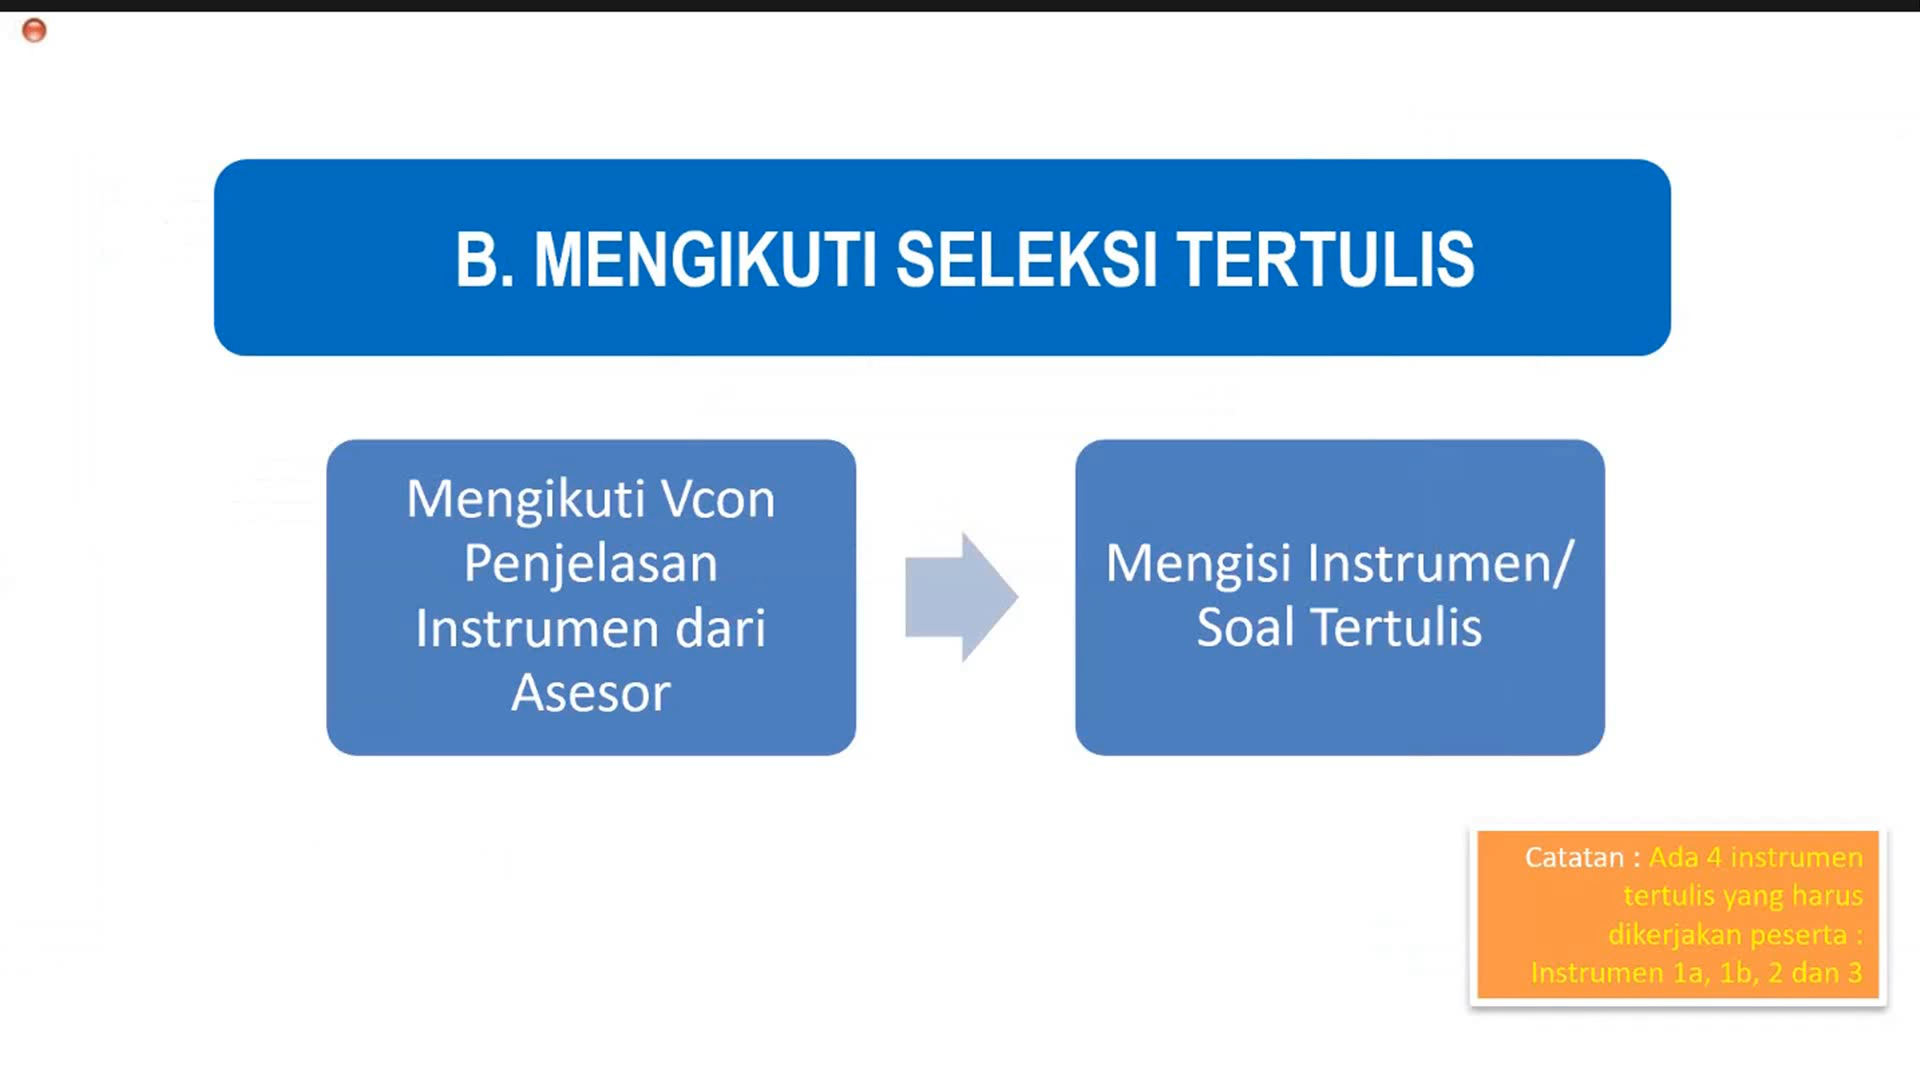 B. MENGIKUTI SELEKSI TERTULIS
Mengikuti Vcon
Penjelasan
Instrumen dari
Asesor
Mengisi Instrumen/
Soal Tertulis
Catatan : Ada 4 instrumen
tertulis yang harus
dikerjakan peserta :
Instrumen 1a, 1b, 2 dan 3